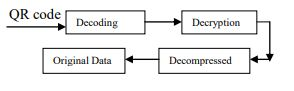 QR code
Decoding
Decryption
Original Data
Decompressed